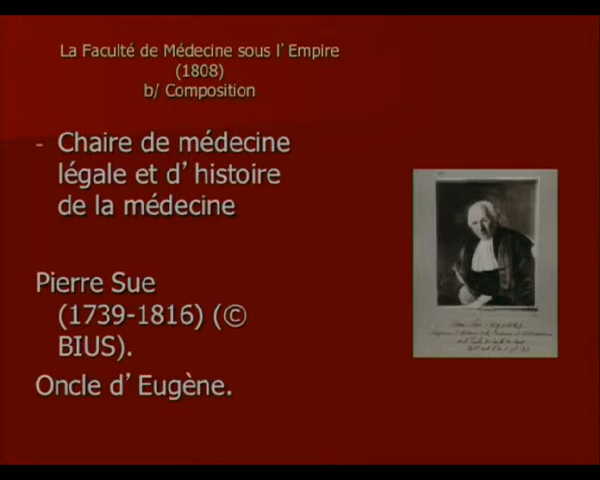 La Faculté de Médecine sous l’Empire
(1808)
b/ Composition
- Chaire de médecine
légale et d’histoire
de la médecine
Pierre Sue
(1739-1816) (©
BIUS).
Oncle d’Eugène.